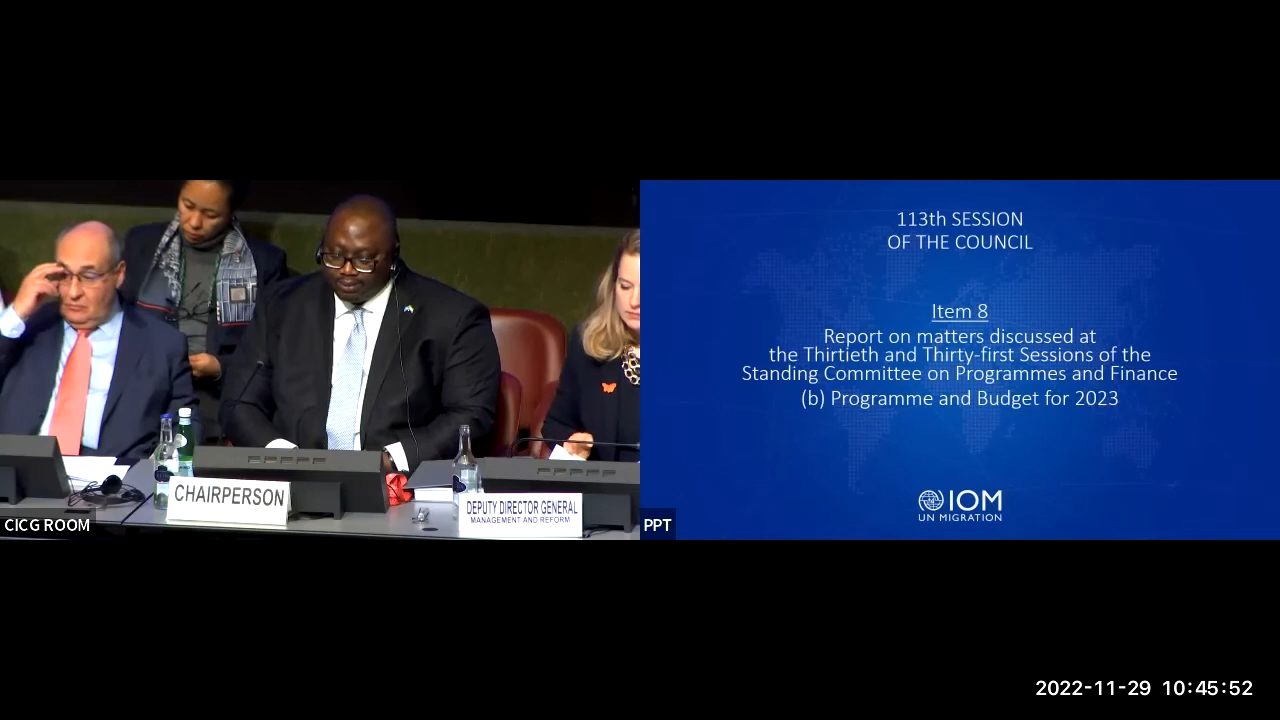 CHAIRPERSON
DEPUTY DIRECTOR GENERAL
MANAGEMENT AND REFORM
CICG ROOM
113th SESSION
OF THE COUNCIL
Item 8
Report on matters discussed at
the Thirtieth and Thirty-first Sessions of the
Standing Committee on Programmes and Finance
(b) Programme and Budget for 2023
IOM
UN MIGRATION
PPT
2022-11-29 10:45:52